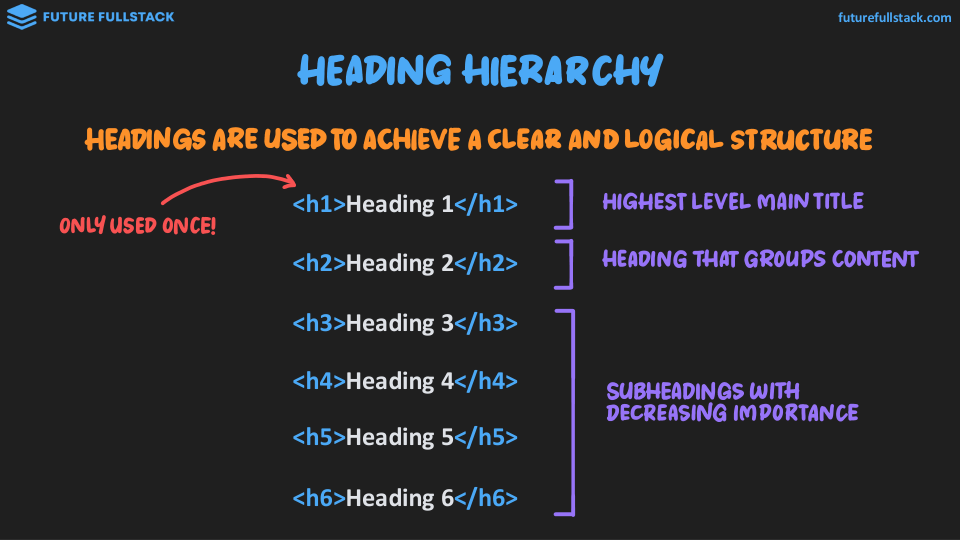 FUTURE FULLSTACK
futurefullstack.com
HEADING HIERARCHY
HEADINGS ARE USED TO ACHIEVE A CLEAR AND LOGICAL STRUCTURE
ONLY USED ONCE!
<h1>Heading 1</h1>
HIGHEST LEVEL MAIN TITLE
<h2>Heading 2</h2>
HEADING THAT GROUPS CONTENT
<h3>Heading 3</h3>
<h4>Heading 4</h4>
<h5>Heading 5</h5>
<h6>Heading 6</h6>
SUBHEADINGS WITH
DECREASING IMPORTANCE